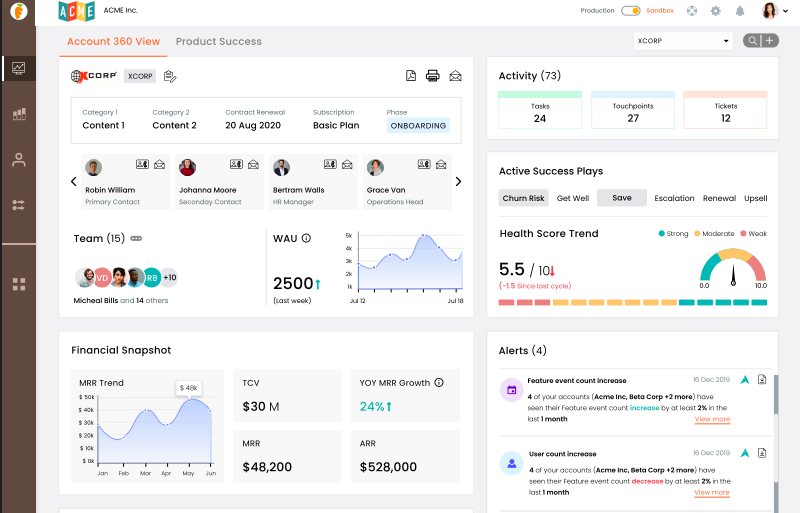 ACME
ACME Inc.
Production
Sandbox
Account 360 View
Product Success
XCORP
XCORP
XCORP
Category 1
Content 1
Category 2
Content 2
Contract Renewal
20 Aug 2020
Subscription
Basic Plan
Phase
ONBOARDING
Robin William
Primary Contact
Johanna Moore
Seconday Contact
Bertram Walls
HR Manager
Grace Van
Operations Head
Team (15)
VD
RB
+10
Micheal Bills and 14 others
WAU
2500
(Last week)
5k
4k
3k
2k
1k
Jul 12
Jul 18
Financial Snapshot
MRR Trend
$ 48k
$ 50k
$ 40k
$ 30k
$ 20k
$ 10k
$ 0k
Jan Feb Mar Apr May Jun
TCV
$30 M
YOY MRR Growth
24%
MRR
$48,200
ARR
$528,000
Activity (73)
Tasks
24
Touchpoints
27
Tickets
12
Active Success Plays
Churn Risk Get Well Save Escalation Renewal Upsell
Health Score Trend
Strong Moderate Weak
5.5 / 10
(-1.5 Since last cycle)
0.0
10.0
Alerts (4)
Feature event count increase
16 Dec 2019
4 of your accounts (Acme Inc, Beta Corp +2 more) have
seen their Feature event count increase by at least 2% in the
last 1 month
View more
User count increase
16 Dec 2019
4 of your accounts (Acme Inc, Beta Corp +2 more) have
seen their Feature event count decrease by at least 2% in the
last 1 month
View more